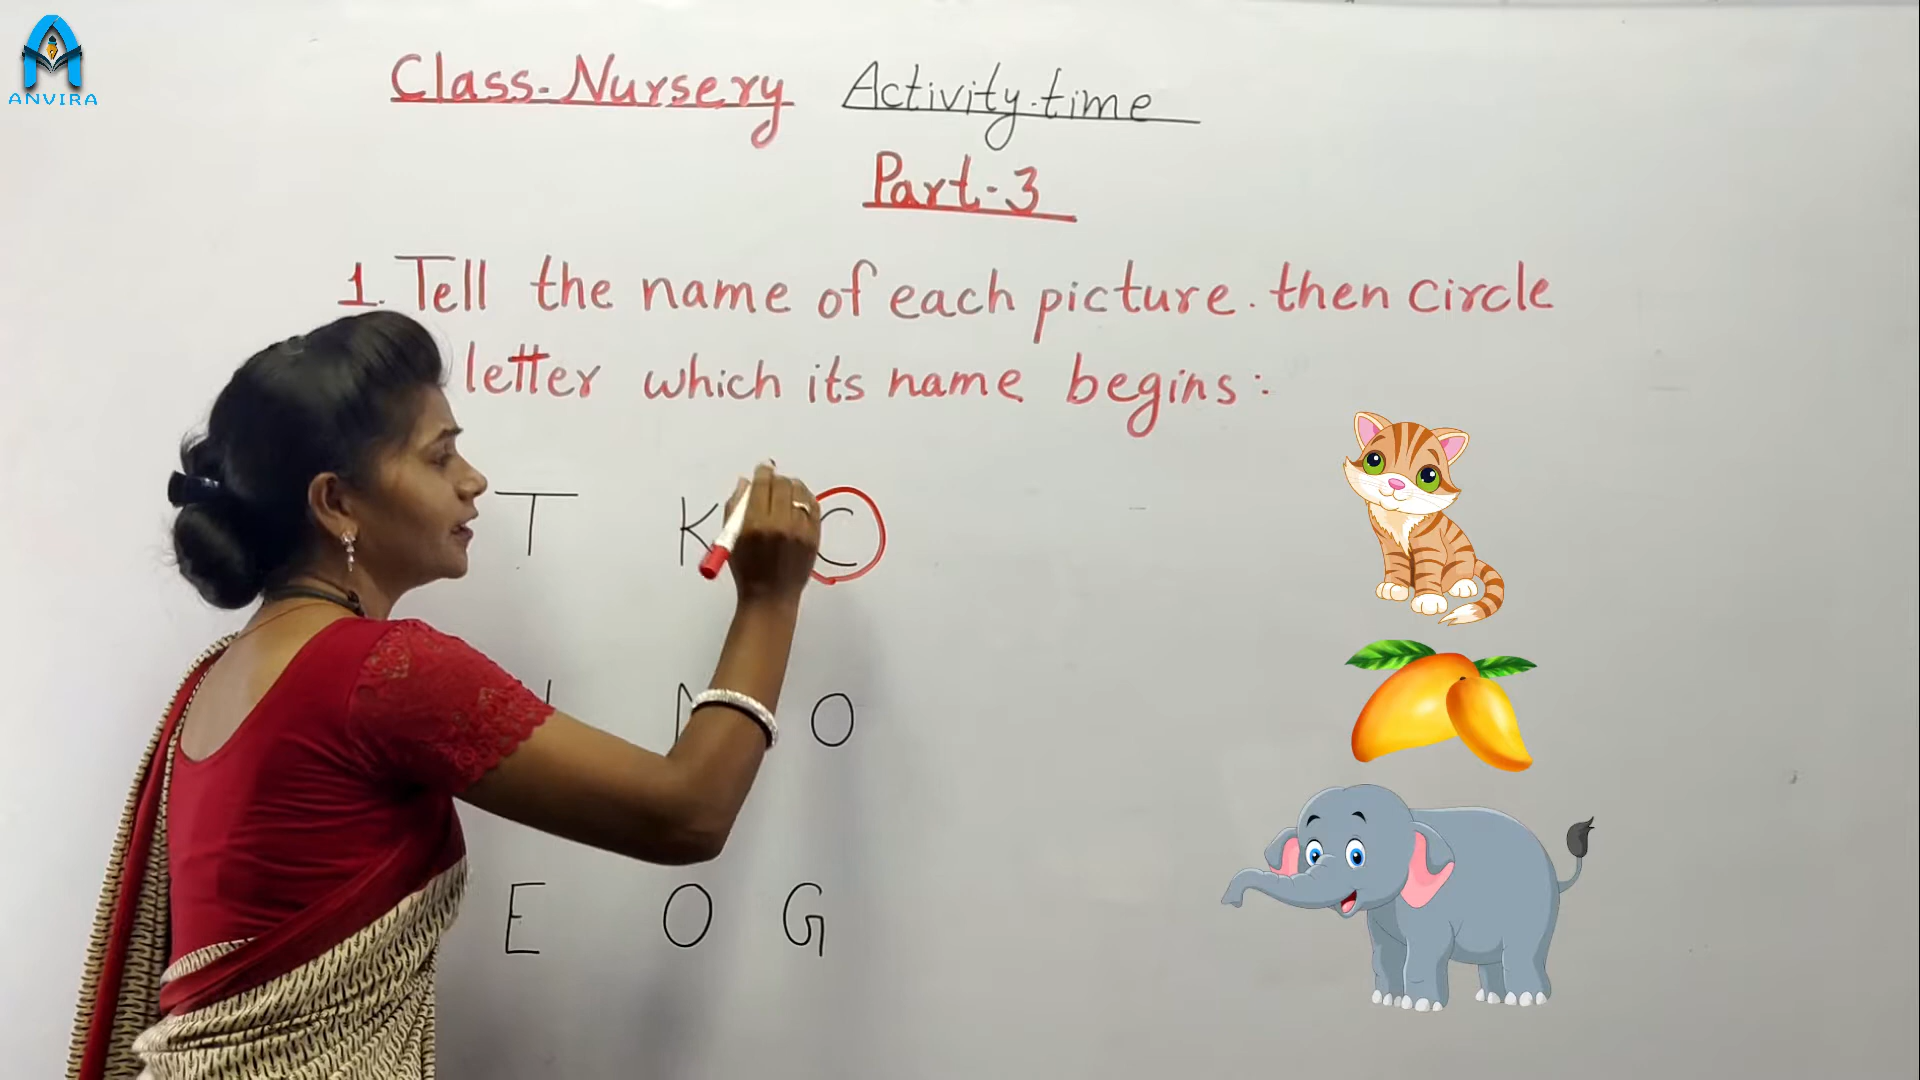 ANVIRA
Class-Nursery Activity-time
Part-3
1. Tell the name of each picture. then circle
letter which its name begins:
T K C
O
E O G